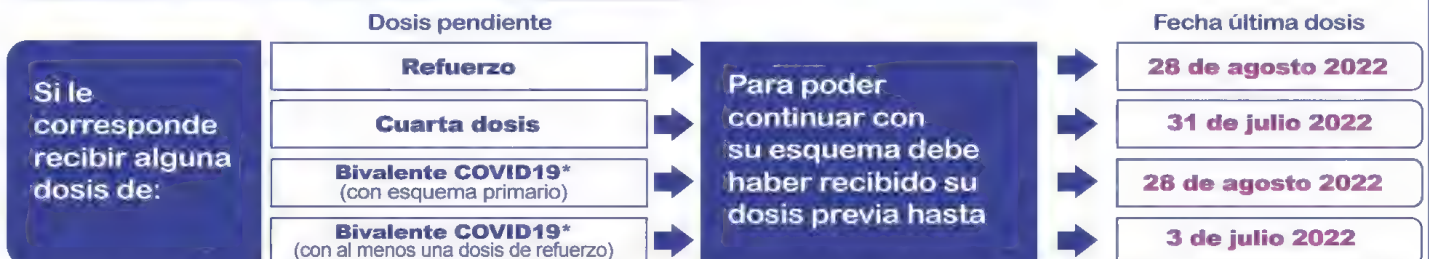 Dosis pendiente
Fecha última dosis
Si le
corresponde
recibir alguna
dosis de:
Refuerzo
Cuarta dosis
Bivalente COVID19*
(con esquema primario)
Bivalente COVID19*
(con al menos una dosis de refuerzo)
Para poder
continuar con
su esquema debe
haber recibido su
dosis previa hasta
28 de agosto 2022
31 de julio 2022
28 de agosto 2022
3 de julio 2022